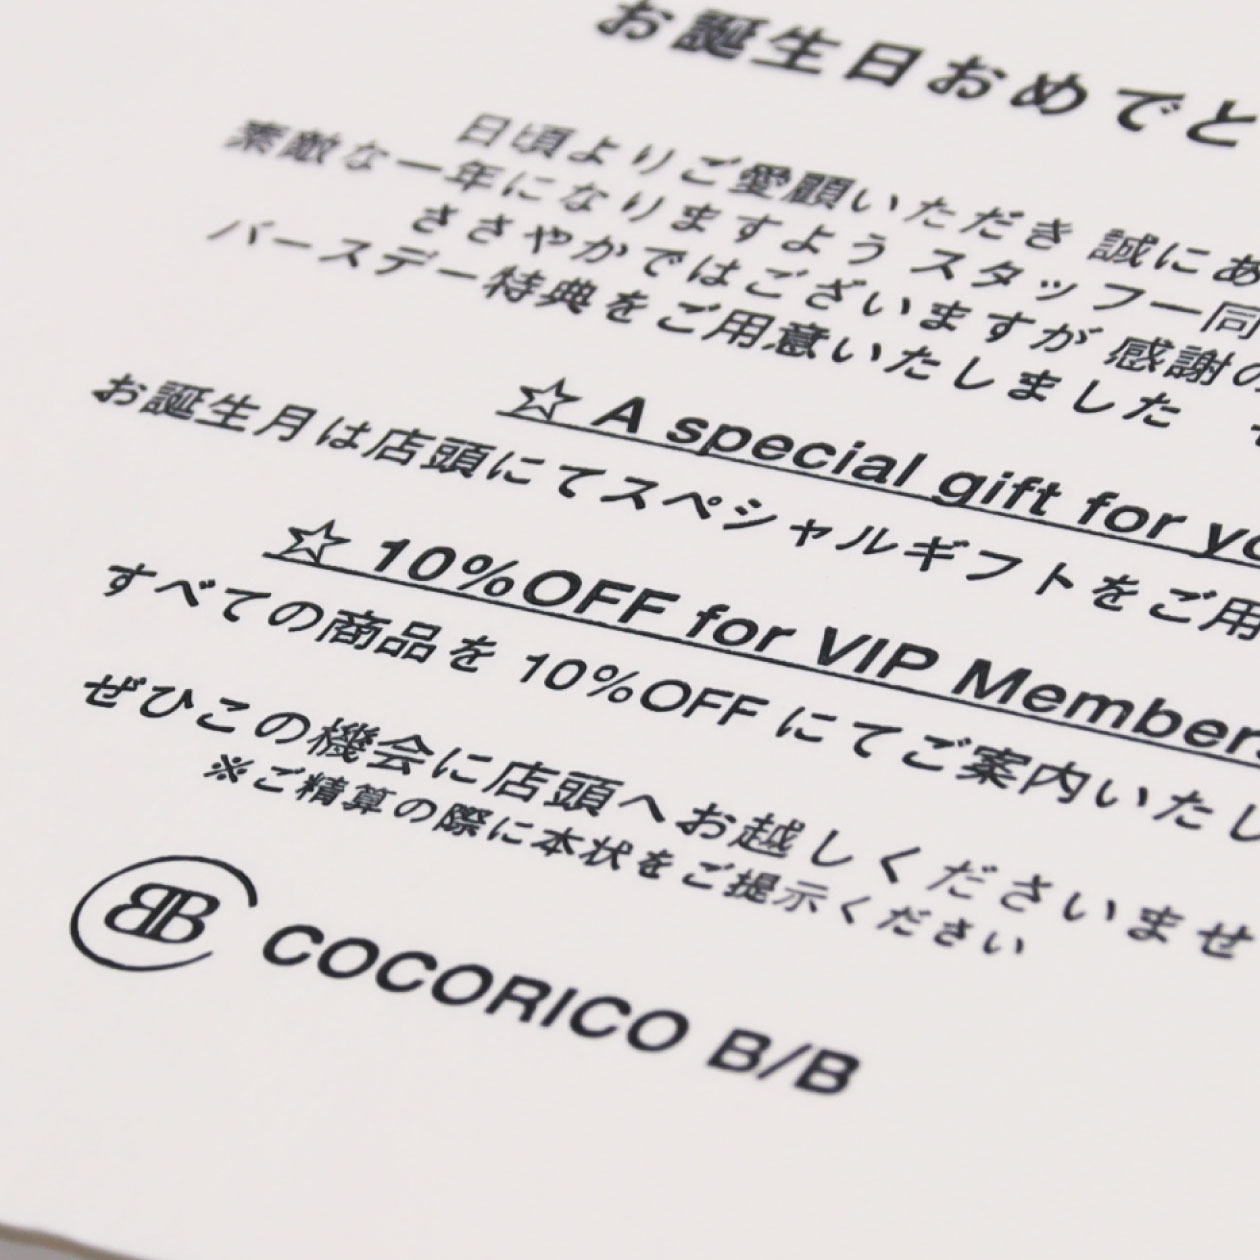 お誕生日おめでと
日頃よりご愛顧いただき 誠にあ
素敵な一年になりますよう スタッフ一同
ささやかではございますが 感謝の
バースデー特典をご用意いたしました
☆ A special gift for yo
お誕生月は店頭にてスペシャルギフトをご用
☆ 10%OFF for VIP Members
すべての商品を 10%OFF にてご案内いたし
ぜひこの機会に店頭へお越しくださいませ
※ご精算の際に本状をご提示ください
BB COCORICO B/B